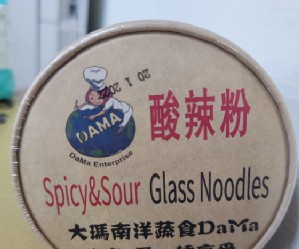 DAMA
DaMa Enterprise
酸辣粉
Spicy&Sour Glass Noodles
大瑪南洋蔬食DaMa